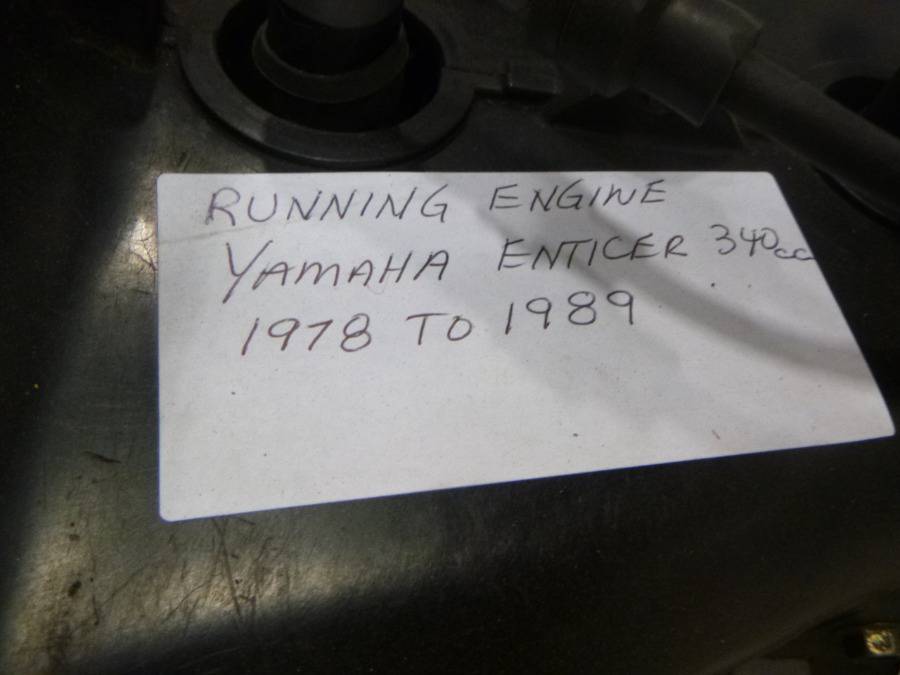 RUNNING ENGINE
YAMAHA ENTICER 340cc
1978 TO 1989